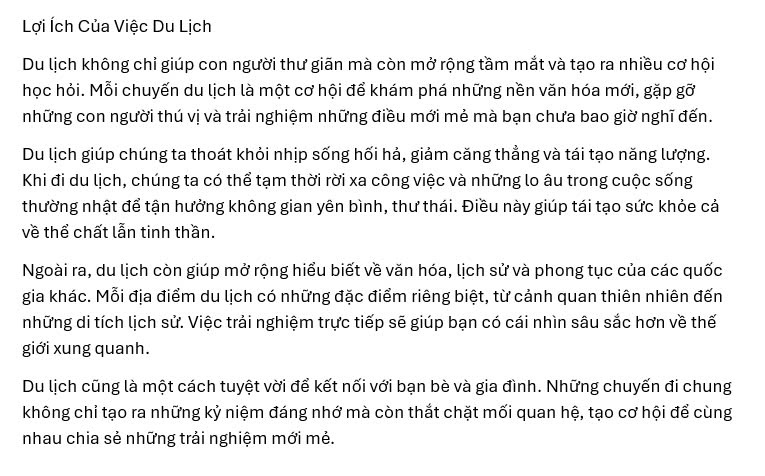 Lợi Ích Của Việc Du Lịch
Du lịch không chỉ giúp con người thư giãn mà còn mở rộng tầm mắt và tạo ra nhiều cơ hội
học hỏi. Mỗi chuyến du lịch là một cơ hội để khám phá những nền văn hóa mới, gặp gỡ
những con người thú vị và trải nghiệm những điều mới mẻ mà bạn chưa bao giờ nghĩ đến.
Du lịch giúp chúng ta thoát khỏi nhịp sống hối hả, giảm căng thẳng và tái tạo năng lượng.
Khi đi du lịch, chúng ta có thể tạm thời rời xa công việc và những lo âu trong cuộc sống
thường nhật để tận hưởng không gian yên bình, thư thái. Điều này giúp tái tạo sức khỏe cả
về thể chất lẫn tinh thần.
Ngoài ra, du lịch còn giúp mở rộng hiểu biết về văn hóa, lịch sử và phong tục của các quốc
gia khác. Mỗi địa điểm du lịch có những đặc điểm riêng biệt, từ cảnh quan thiên nhiên đến
những di tích lịch sử. Việc trải nghiệm trực tiếp sẽ giúp bạn có cái nhìn sâu sắc hơn về thế
giới xung quanh.
Du lịch cũng là một cách tuyệt vời để kết nối với bạn bè và gia đình. Những chuyến đi chung
không chỉ tạo ra những kỷ niệm đáng nhớ mà còn thắt chặt mối quan hệ, tạo cơ hội để cùng
nhau chia sẻ những trải nghiệm mới mẻ.